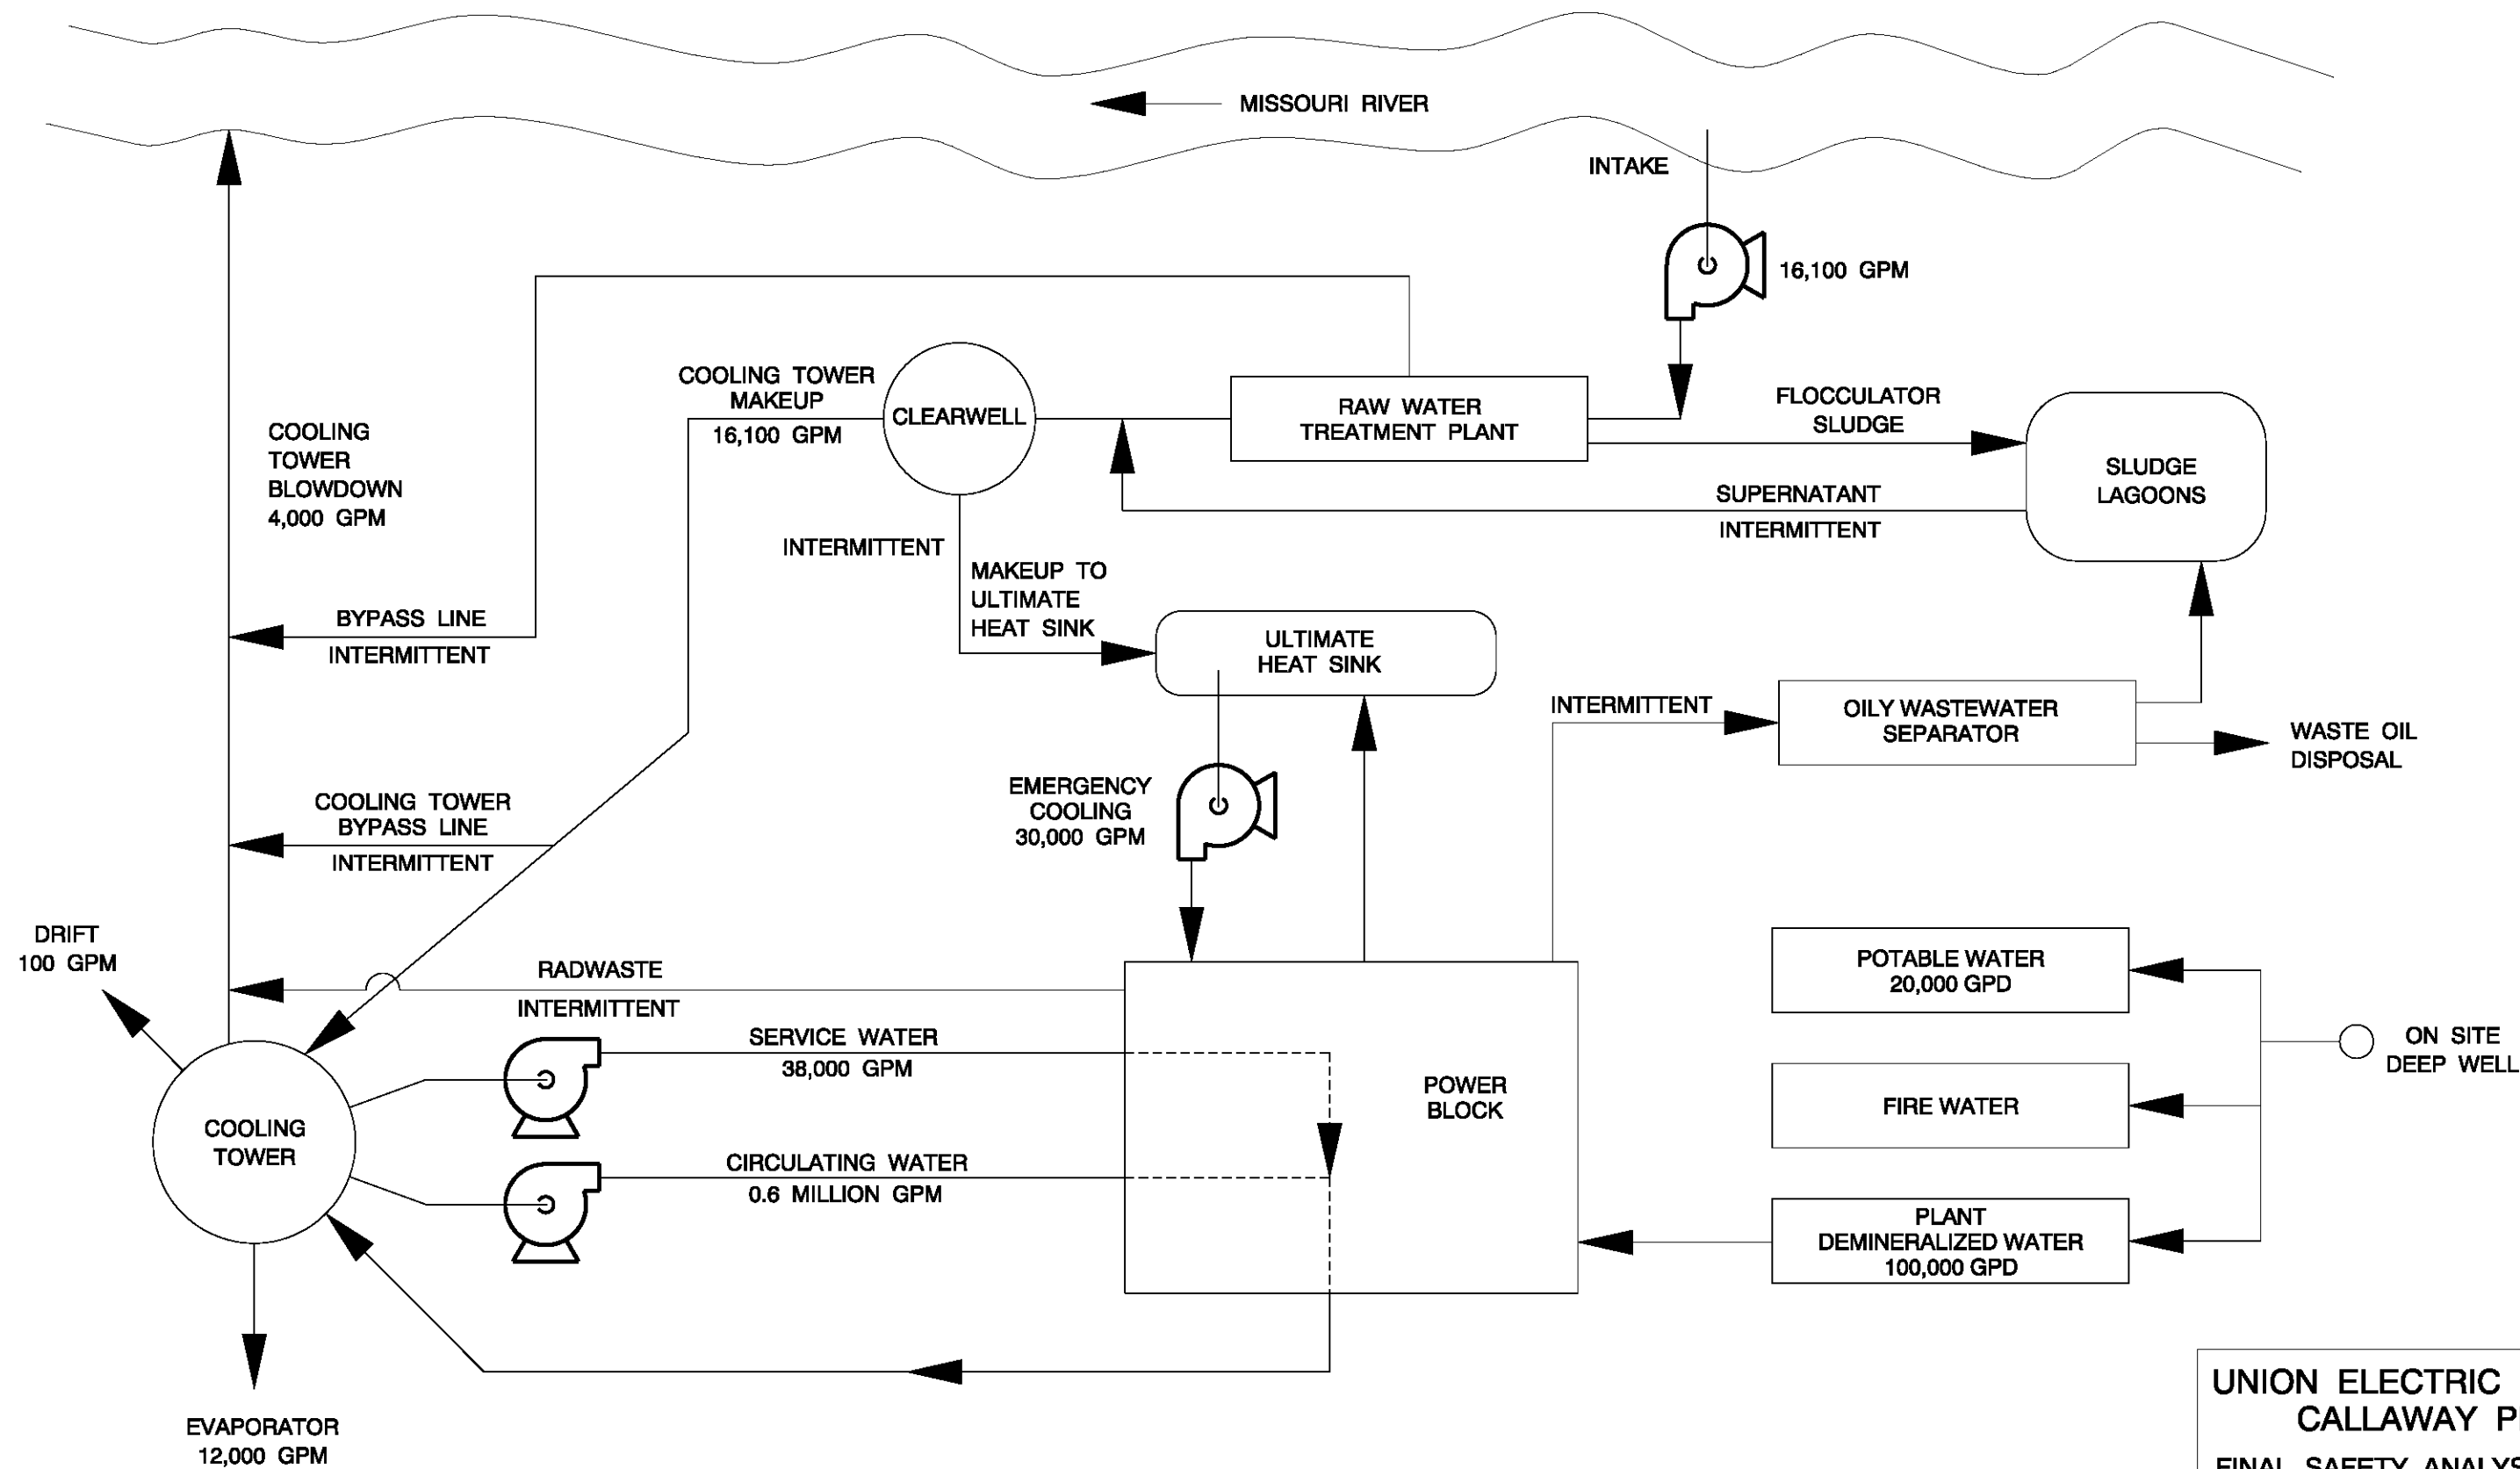 MISSOURI RIVER
INTAKE
16,100 GPM
COOLING TOWER
MAKEUP
16,100 GPM
CLEARWELL
RAW WATER
TREATMENT PLANT
FLOCCULATOR
SLUDGE
SLUDGE
LAGOONS
COOLING
TOWER
BLOWDOWN
4,000 GPM
SUPERNATANT
INTERMITTENT
INTERMITTENT
MAKEUP TO
ULTIMATE
HEAT SINK
BYPASS LINE
INTERMITTENT
ULTIMATE
HEAT SINK
INTERMITTENT
OILY WASTEWATER
SEPARATOR
WASTE OIL
DISPOSAL
EMERGENCY
COOLING
30,000 GPM
COOLING TOWER
BYPASS LINE
INTERMITTENT
DRIFT
100 GPM
RADWASTE
INTERMITTENT
POTABLE WATER
20,000 GPD
ON SITE
DEEP WELL
SERVICE WATER
38,000 GPM
POWER
BLOCK
FIRE WATER
COOLING
TOWER
CIRCULATING WATER
0.6 MILLION GPM
PLANT
DEMINERALIZED WATER
100,000 GPD
EVAPORATOR
12,000 GPM
UNION ELECTRIC
CALLAWAY P
FINAL SAFETY ANALYS